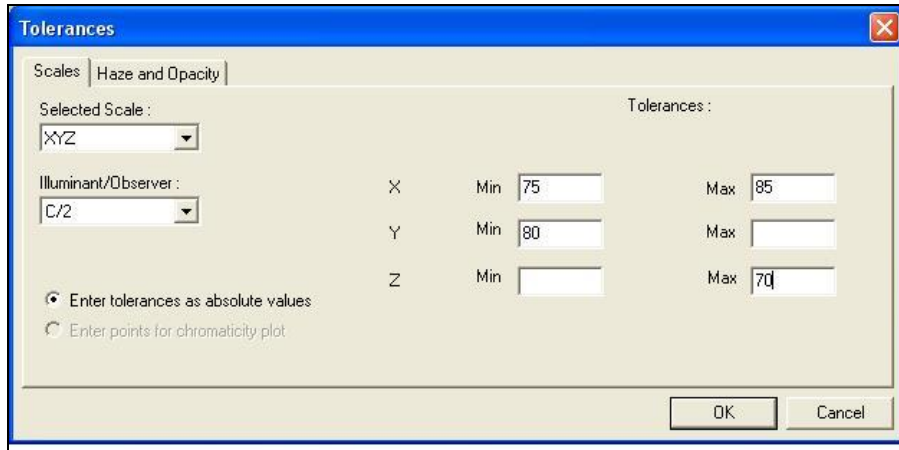 Tolerances
Scales Haze and Opacity
Selected Scale : Tolerances :
XYZ
Illuminant/Observer :
C/2
X Min 75 Max 85
Y Min 80 Max
Z Min Max 70
Enter tolerances as absolute values
Enter points for chromaticity plot
OK Cancel